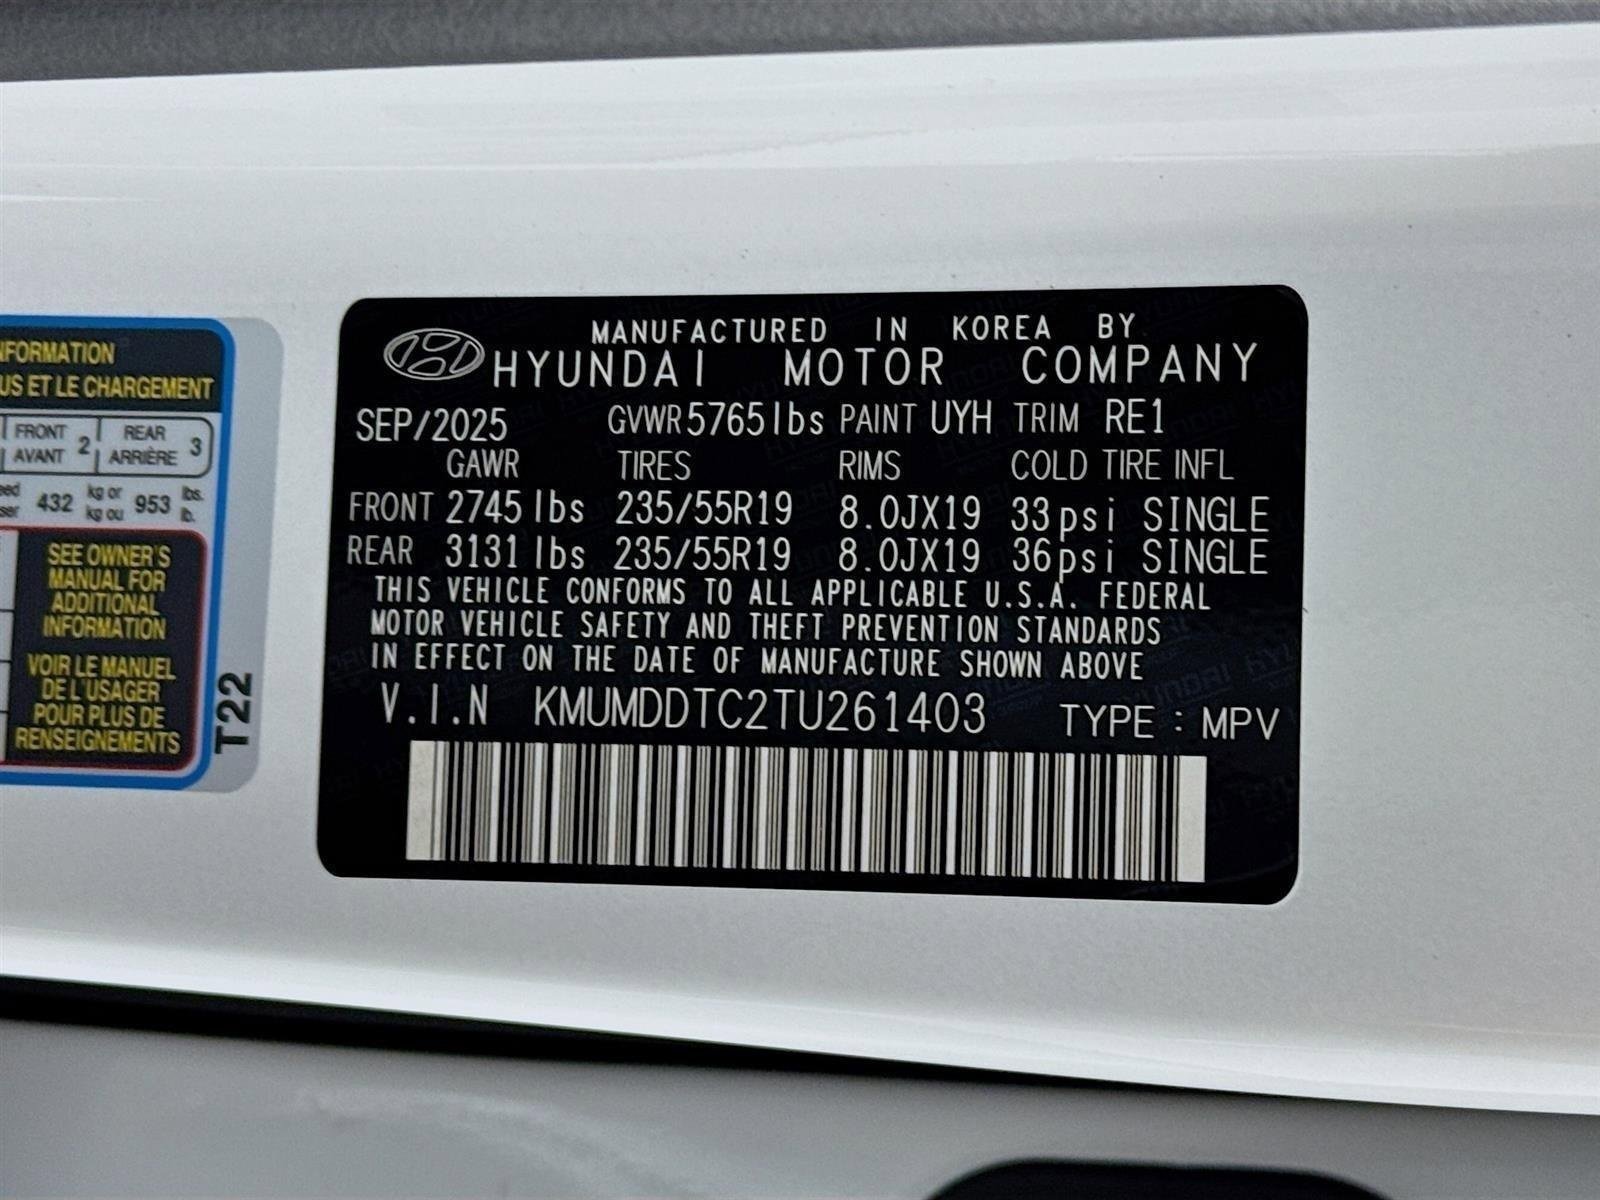 NFORMATION
US ET LE CHARGEMENT
FRONT 2 REAR 3
AVANT ARRIÈRE
432 kg or 953 lbs.
kg ou lb.
SEE OWNER'S
MANUAL FOR
ADDITIONAL
INFORMATION
VOIR LE MANUEL
DE L'USAGER
POUR PLUS DE
RENSEIGNEMENTS
T22
MANUFACTURED IN KOREA BY
HYUNDAI MOTOR COMPANY
SEP/2025 GVWR 5765lbs PAINT UYH TRIM RE1
GAWR TIRES RIMS COLD TIRE INFL
FRONT 2745lbs 235/55R19 8.0JX19 33psi SINGLE
REAR 3131lbs 235/55R19 8.0JX19 36psi SINGLE
THIS VEHICLE CONFORMS TO ALL APPLICABLE U.S.A. FEDERAL
MOTOR VEHICLE SAFETY AND THEFT PREVENTION STANDARDS
IN EFFECT ON THE DATE OF MANUFACTURE SHOWN ABOVE
V.I.N KMUMDDTC2TU261403 TYPE : MPV